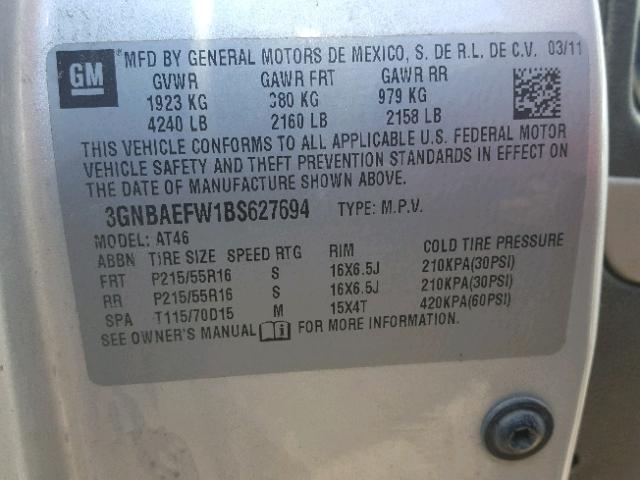 GM
MFD BY GENERAL MOTORS DE MEXICO, S. DE R.L. DE C.V. 03/11
GVWR GAWR FRT GAWR RR
1923 KG 980 KG 979 KG
4240 LB 2160 LB 2158 LB
THIS VEHICLE CONFORMS TO ALL APPLICABLE U.S. FEDERAL MOTOR
VEHICLE SAFETY AND THEFT PREVENTION STANDARDS IN EFFECT ON
THE DATE OF MANUFACTURE SHOWN ABOVE.
3GNBAEFW1BS627694 TYPE: M.P.V.
MODEL: AT46
ABBN TIRE SIZE SPEED RTG RIM COLD TIRE PRESSURE
FRT P215/55R16 S 16X6.5J 210KPA(30PSI)
RR P215/55R16 S 16X6.5J 210KPA(30PSI)
SPA T115/70D15 M 15X4T 420KPA(60PSI)
SEE OWNER'S MANUAL FOR MORE INFORMATION.